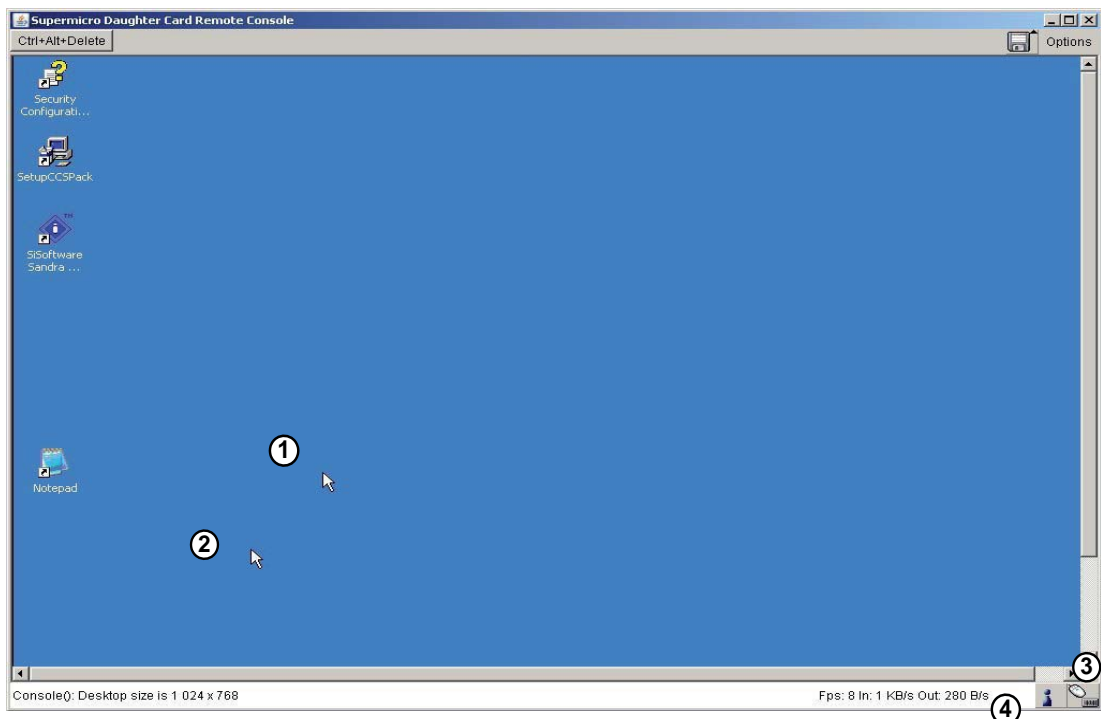 Supermicro Daughter Card Remote Console
Ctrl+Alt+Delete
Options
Security
Configurati...
SetupCCSPack
TM
SiSoftware
Sandra ...
1
Notepad
2
3
Console(): Desktop size is 1 024 x 768
Fps: 8 In: 1 KB/s Out: 280 B/s
4